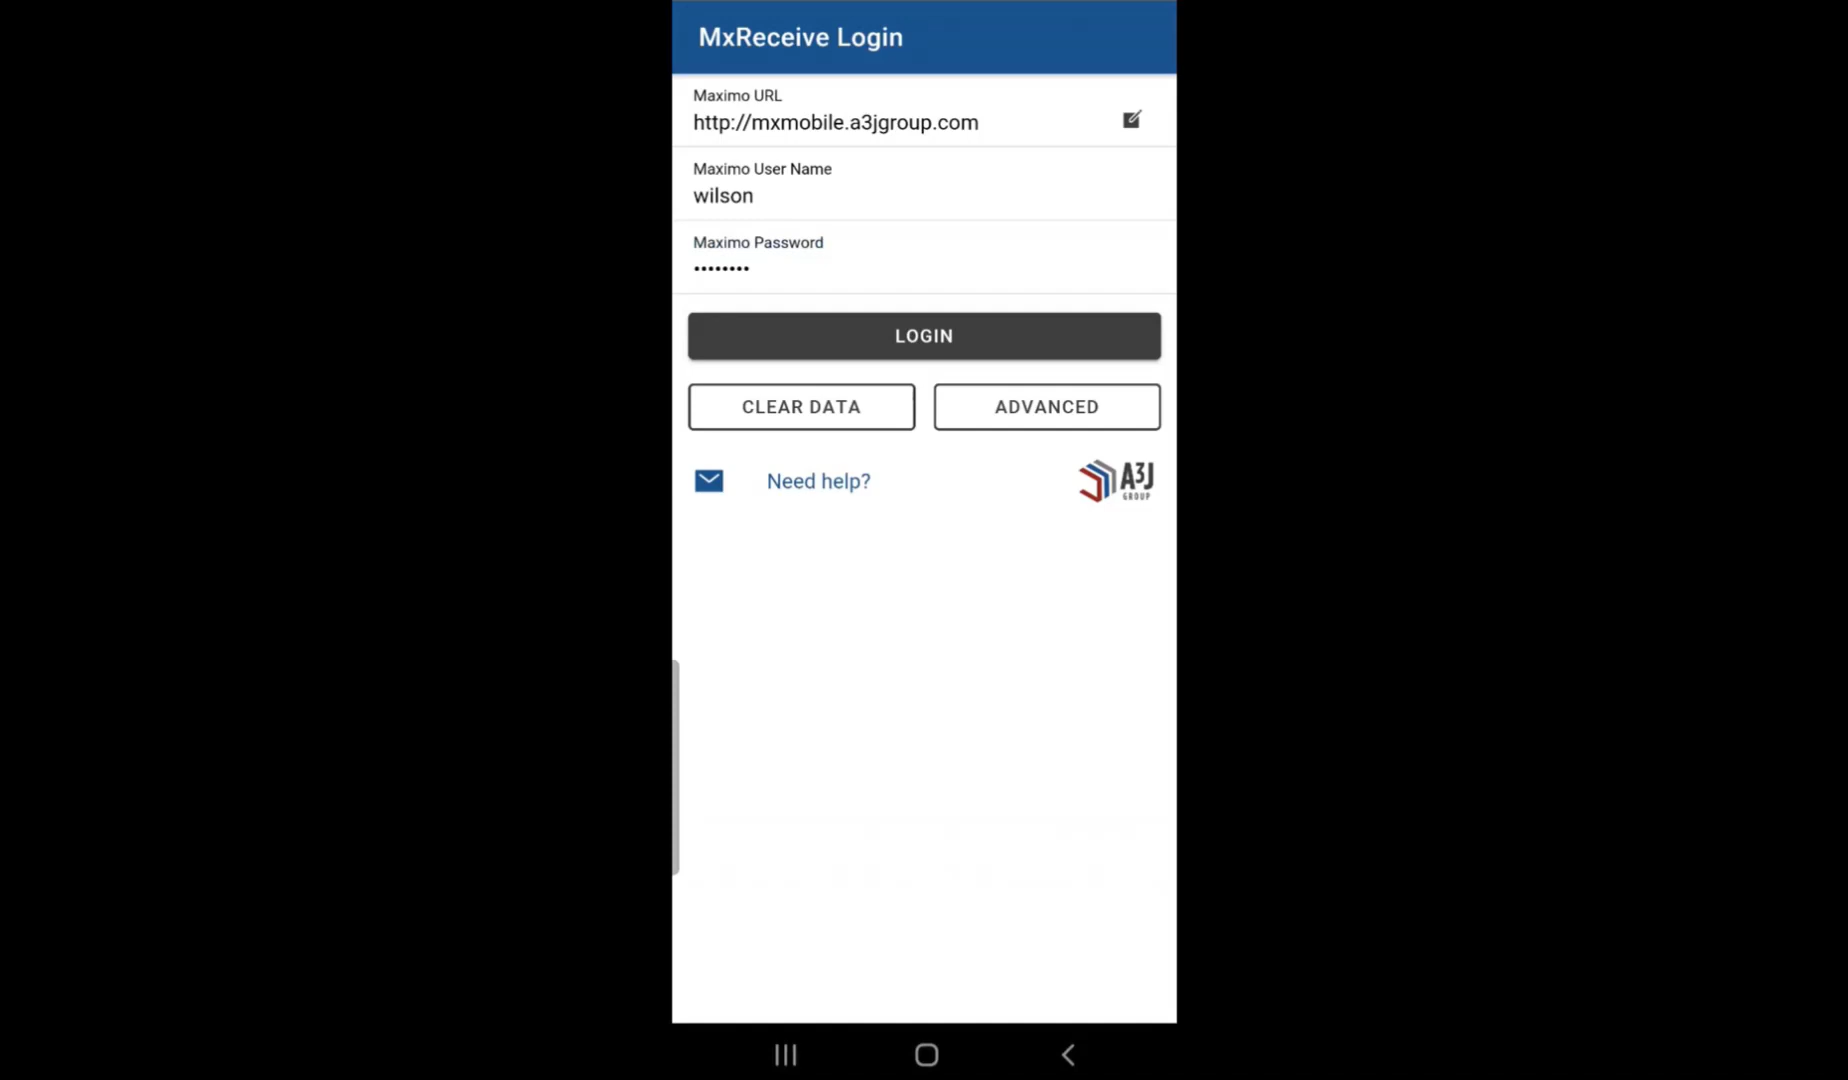 MxReceive Login
Maximo URL
http://mxmobile.a3jgroup.com
Maximo User Name
wilson
Maximo Password
••••••••
LOGIN
CLEAR DATA
ADVANCED
Need help?
A3J
GROUP